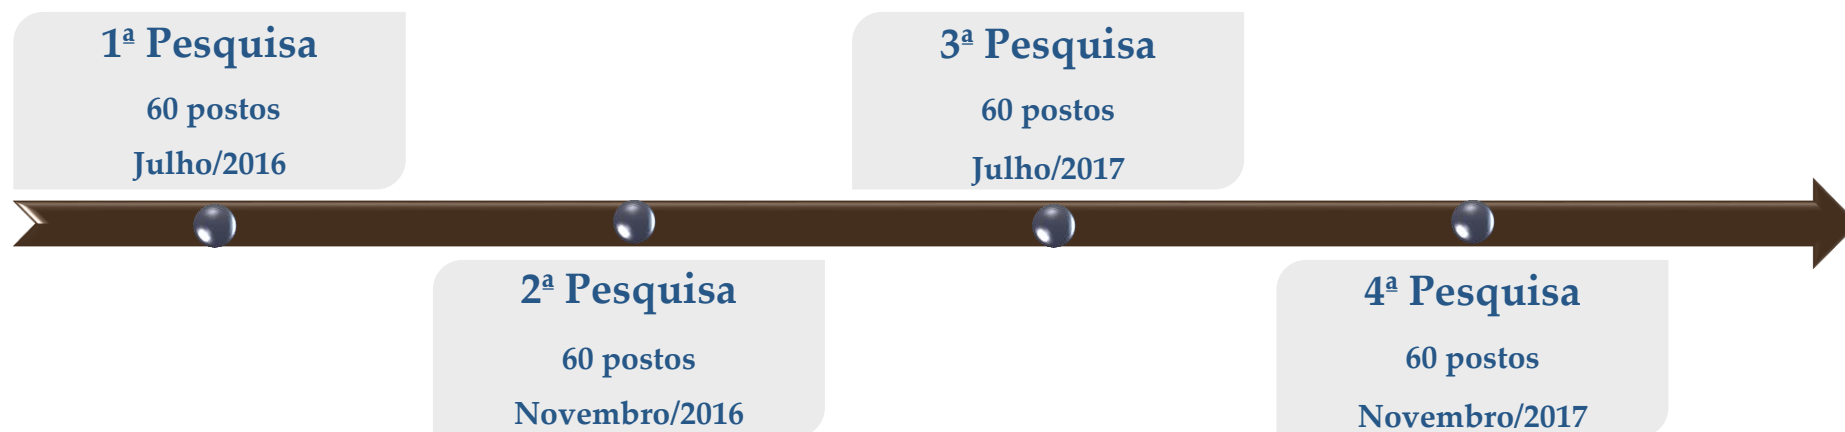 1ª Pesquisa
60 postos
Julho/2016
2ª Pesquisa
60 postos
Novembro/2016
3ª Pesquisa
60 postos
Julho/2017
4ª Pesquisa
60 postos
Novembro/2017